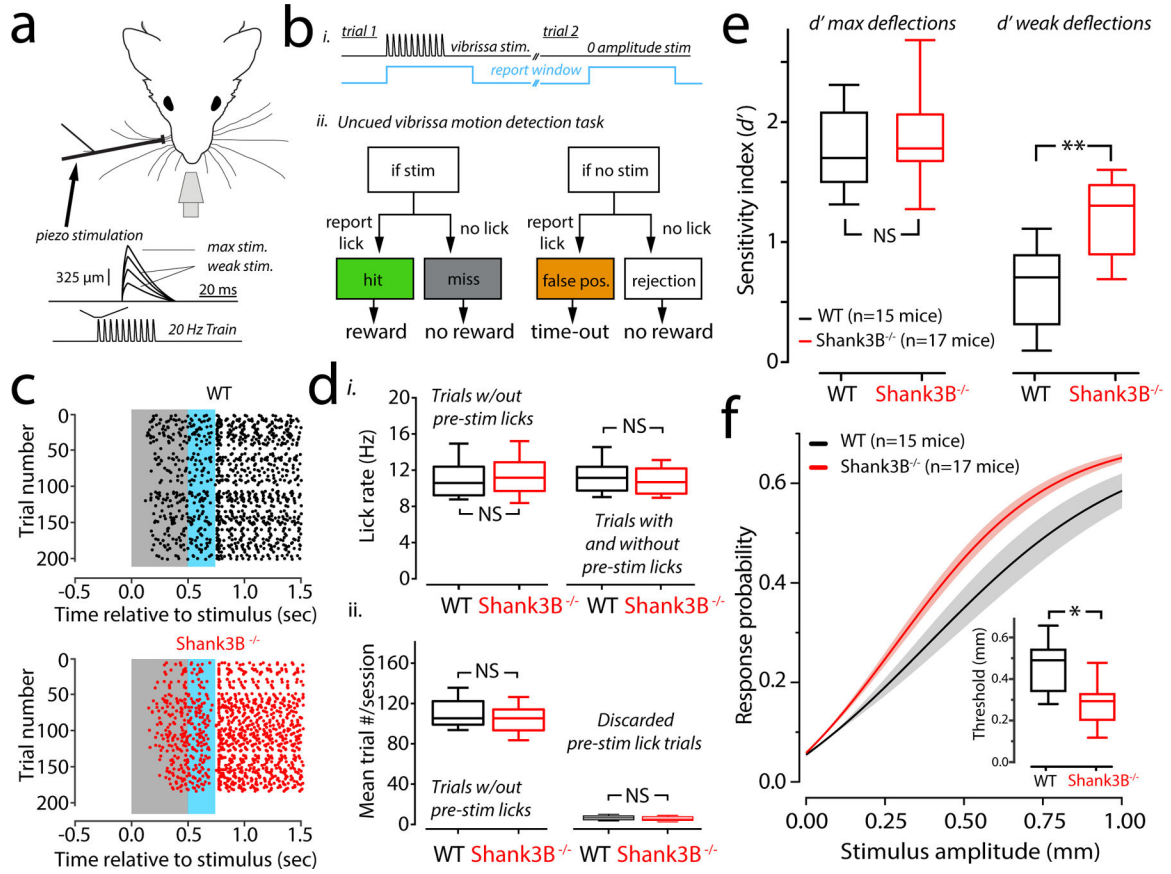 a
piezo stimulation
max stim.
weak stim.
325 µm
20 ms
20 Hz Train
b
i.
trial 1
vibrissa stim.
trial 2
0 amplitude stim
report window
ii. Uncued vibrissa motion detection task
if stim
if no stim
report lick
no lick
report lick
no lick
hit
miss
false pos.
rejection
reward
no reward
time-out
no reward
c
WT
Trial number
0
50
100
150
200
-0.5
0.0
0.5
1.0
1.5
Time relative to stimulus (sec)
Shank3B-/-
Trial number
0
50
100
150
200
-0.5
0.0
0.5
1.0
1.5
Time relative to stimulus (sec)
d
i.
Lick rate (Hz)
20
16
12
8
4
0
Trials w/out
pre-stim licks
NS
NS
Trials with
and without
pre-stim licks
WT
Shank3B-/-
WT
Shank3B-/-
ii.
Mean trial #/session
160
120
80
40
0
NS
Trials w/out
pre-stim licks
Discarded
pre-stim lick trials
NS
WT
Shank3B-/-
WT
Shank3B-/-
e
d' max deflections
d' weak deflections
Sensitivity index (d')
2
1
0
NS
**
WT (n=15 mice)
Shank3B-/- (n=17 mice)
WT
Shank3B-/-
WT
Shank3B-/-
f
WT (n=15 mice)
Shank3B-/- (n=17 mice)
Response probability
0.6
0.4
0.2
0.0
0.00
0.25
0.50
0.75
1.00
Stimulus amplitude (mm)
Threshold (mm)
0.6
0.4
0.2
0.0
*
WT
Shank3B-/-